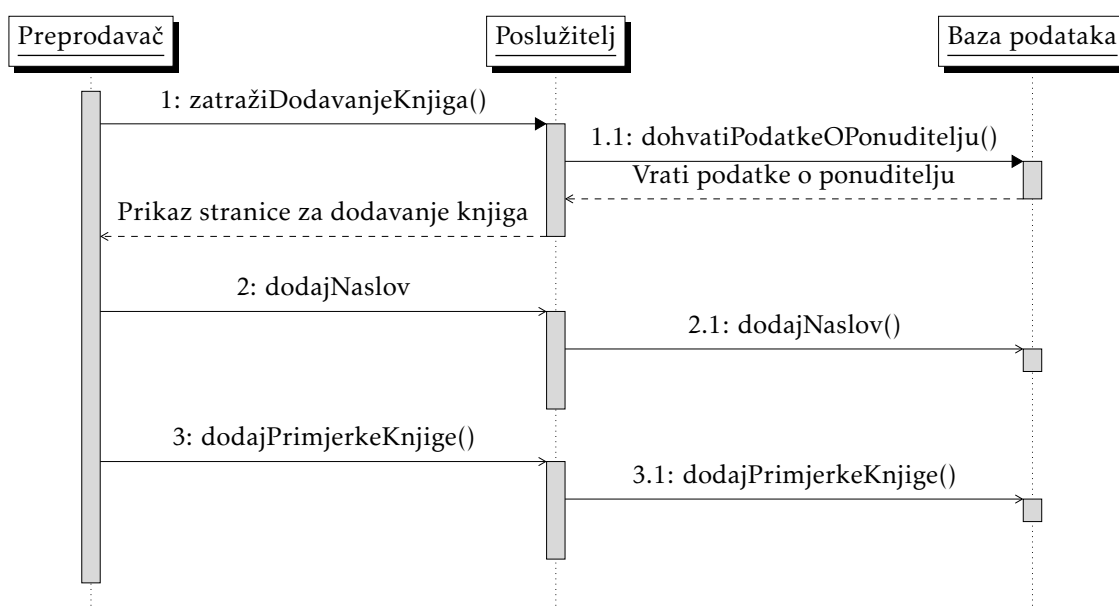 Preprodavač
Poslužitelj
Baza podataka
1: zatražiDodavanjeKnjiga()
1.1: dohvatiPodatkeOPonuditelju()
Vrati podatke o ponuditelju
Prikaz stranice za dodavanje knjiga
2: dodajNaslov
2.1: dodajNaslov()
3: dodajPrimjerkeKnjige()
3.1: dodajPrimjerkeKnjige()